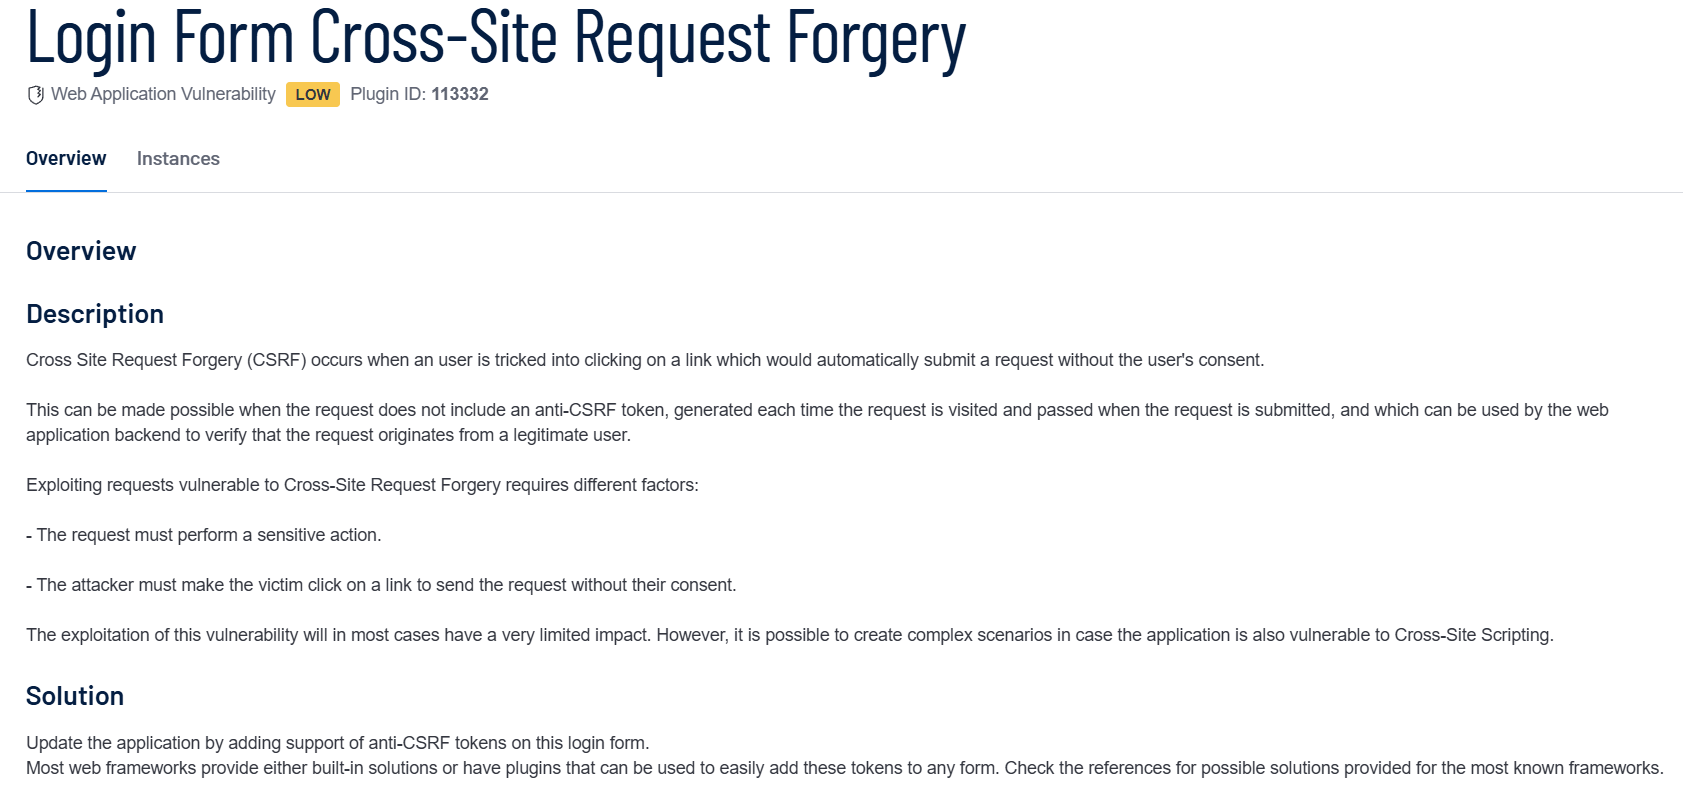 Login Form Cross-Site Request Forgery
Web Application Vulnerability LOW Plugin ID: 113332
Overview Instances
Overview
Description
Cross Site Request Forgery (CSRF) occurs when an user is tricked into clicking on a link which would automatically submit a request without the user's consent.
This can be made possible when the request does not include an anti-CSRF token, generated each time the request is visited and passed when the request is submitted, and which can be used by the web
application backend to verify that the request originates from a legitimate user.
Exploiting requests vulnerable to Cross-Site Request Forgery requires different factors:
- The request must perform a sensitive action.
- The attacker must make the victim click on a link to send the request without their consent.
The exploitation of this vulnerability will in most cases have a very limited impact. However, it is possible to create complex scenarios in case the application is also vulnerable to Cross-Site Scripting.
Solution
Update the application by adding support of anti-CSRF tokens on this login form.
Most web frameworks provide either built-in solutions or have plugins that can be used to easily add these tokens to any form. Check the references for possible solutions provided for the most known frameworks.